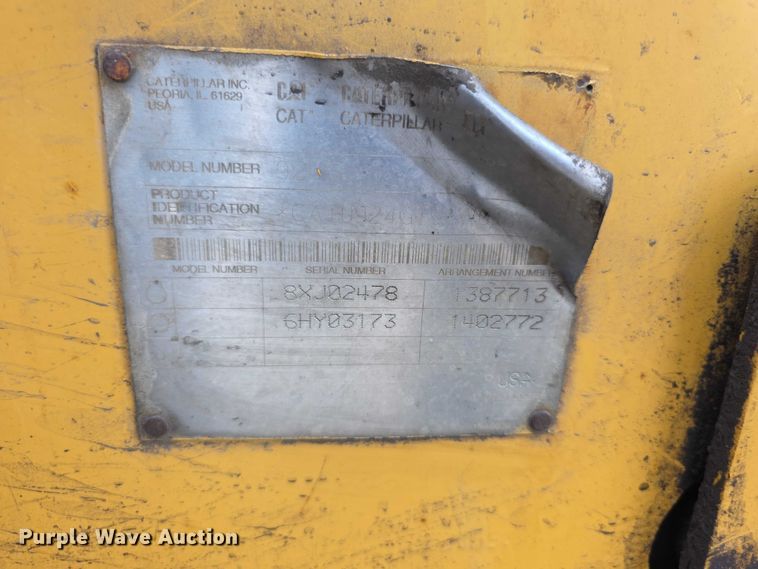 CATERPILLAR INC.
PEORIA, IL. 61629
USA
CAT CATERPILLAR
CAT CATERPILLAR
MODEL NUMBER
PRODUCT
IDENTIFICATION
NUMBER
MODEL NUMBER SERIAL NUMBER ARRANGEMENT NUMBER
8XJ02478 1387713
6HY03173 1402772
USA
Purple Wave Auction